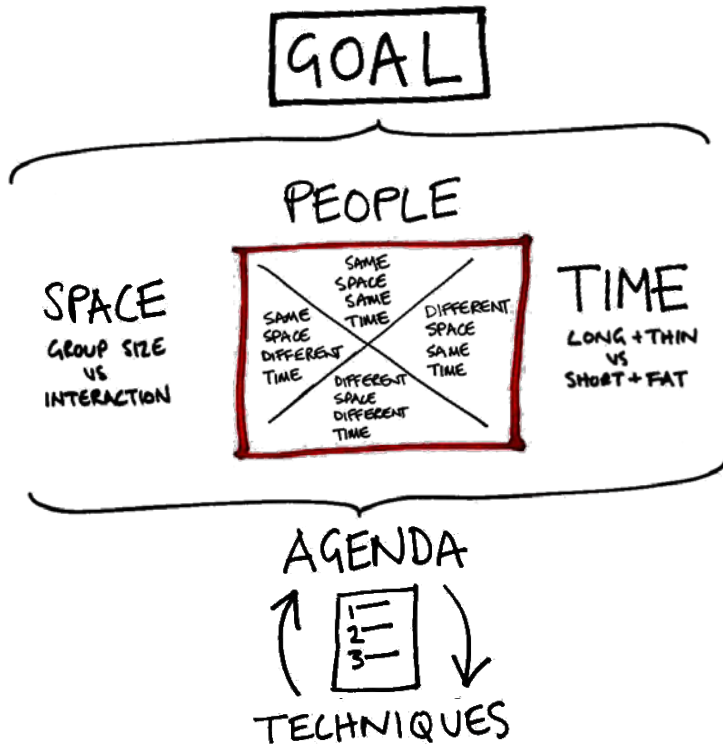 GOAL
PEOPLE
SPACE
GROUP SIZE
VS
INTERACTION
SAME
SPACE
SAME
TIME
SAME
SPACE
DIFFERENT
TIME
DIFFERENT
SPACE
SAME
TIME
DIFFERENT
SPACE
DIFFERENT
TIME
TIME
LONG + THIN
VS
SHORT + FAT
AGENDA
1
2
3
TECHNIQUES